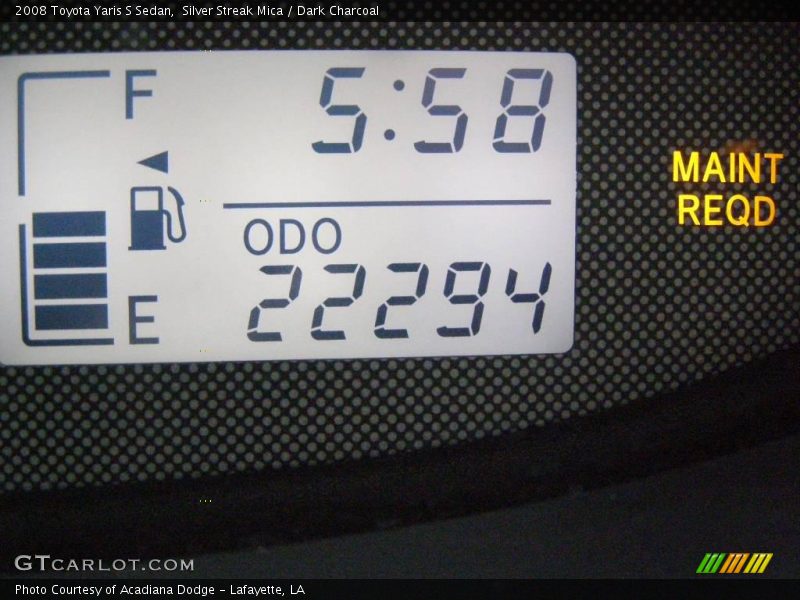 2008 Toyota Yaris S Sedan,  Silver Streak Mica / Dark Charcoal
F
5:58
MAINT
REQD
ODO
22294
E
GTCARLOT.COM
Photo Courtesy of Acadiana Dodge - Lafayette, LA